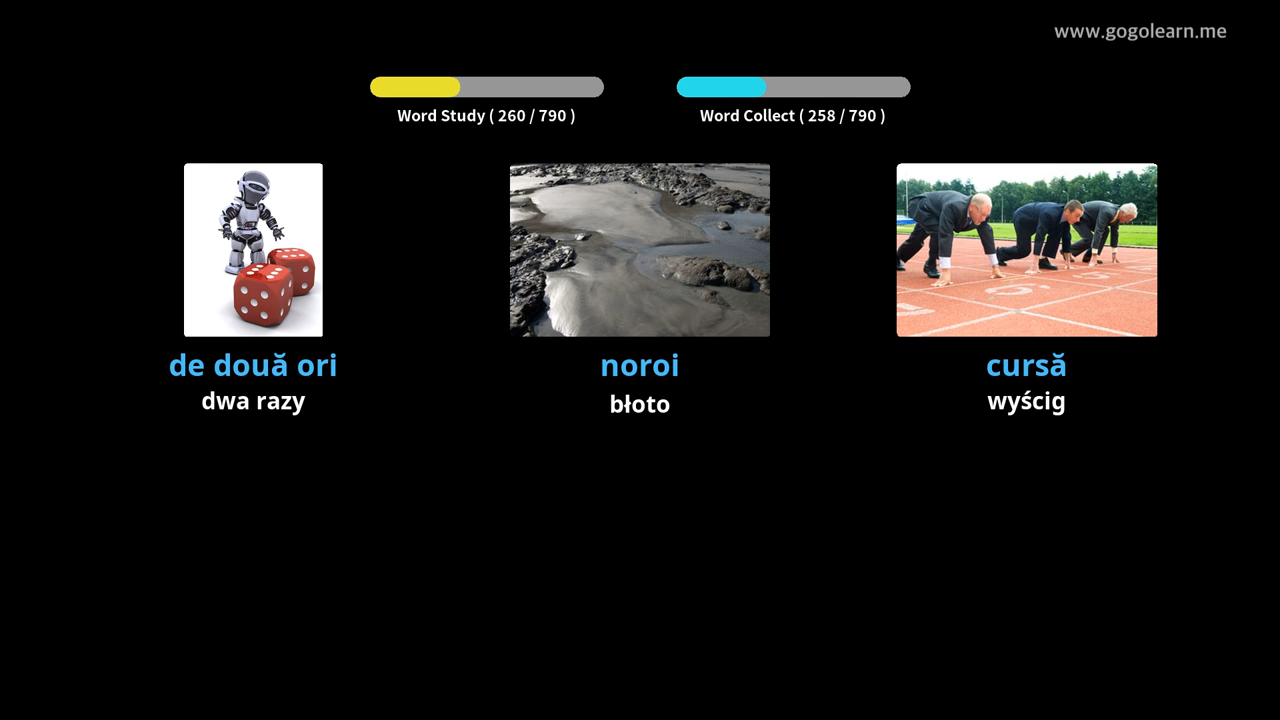 www.gogolearn.me
Word Study ( 260 / 790 )
Word Collect ( 258 / 790 )
de două ori
dwa razy
noroi
błoto
cursă
wyścig